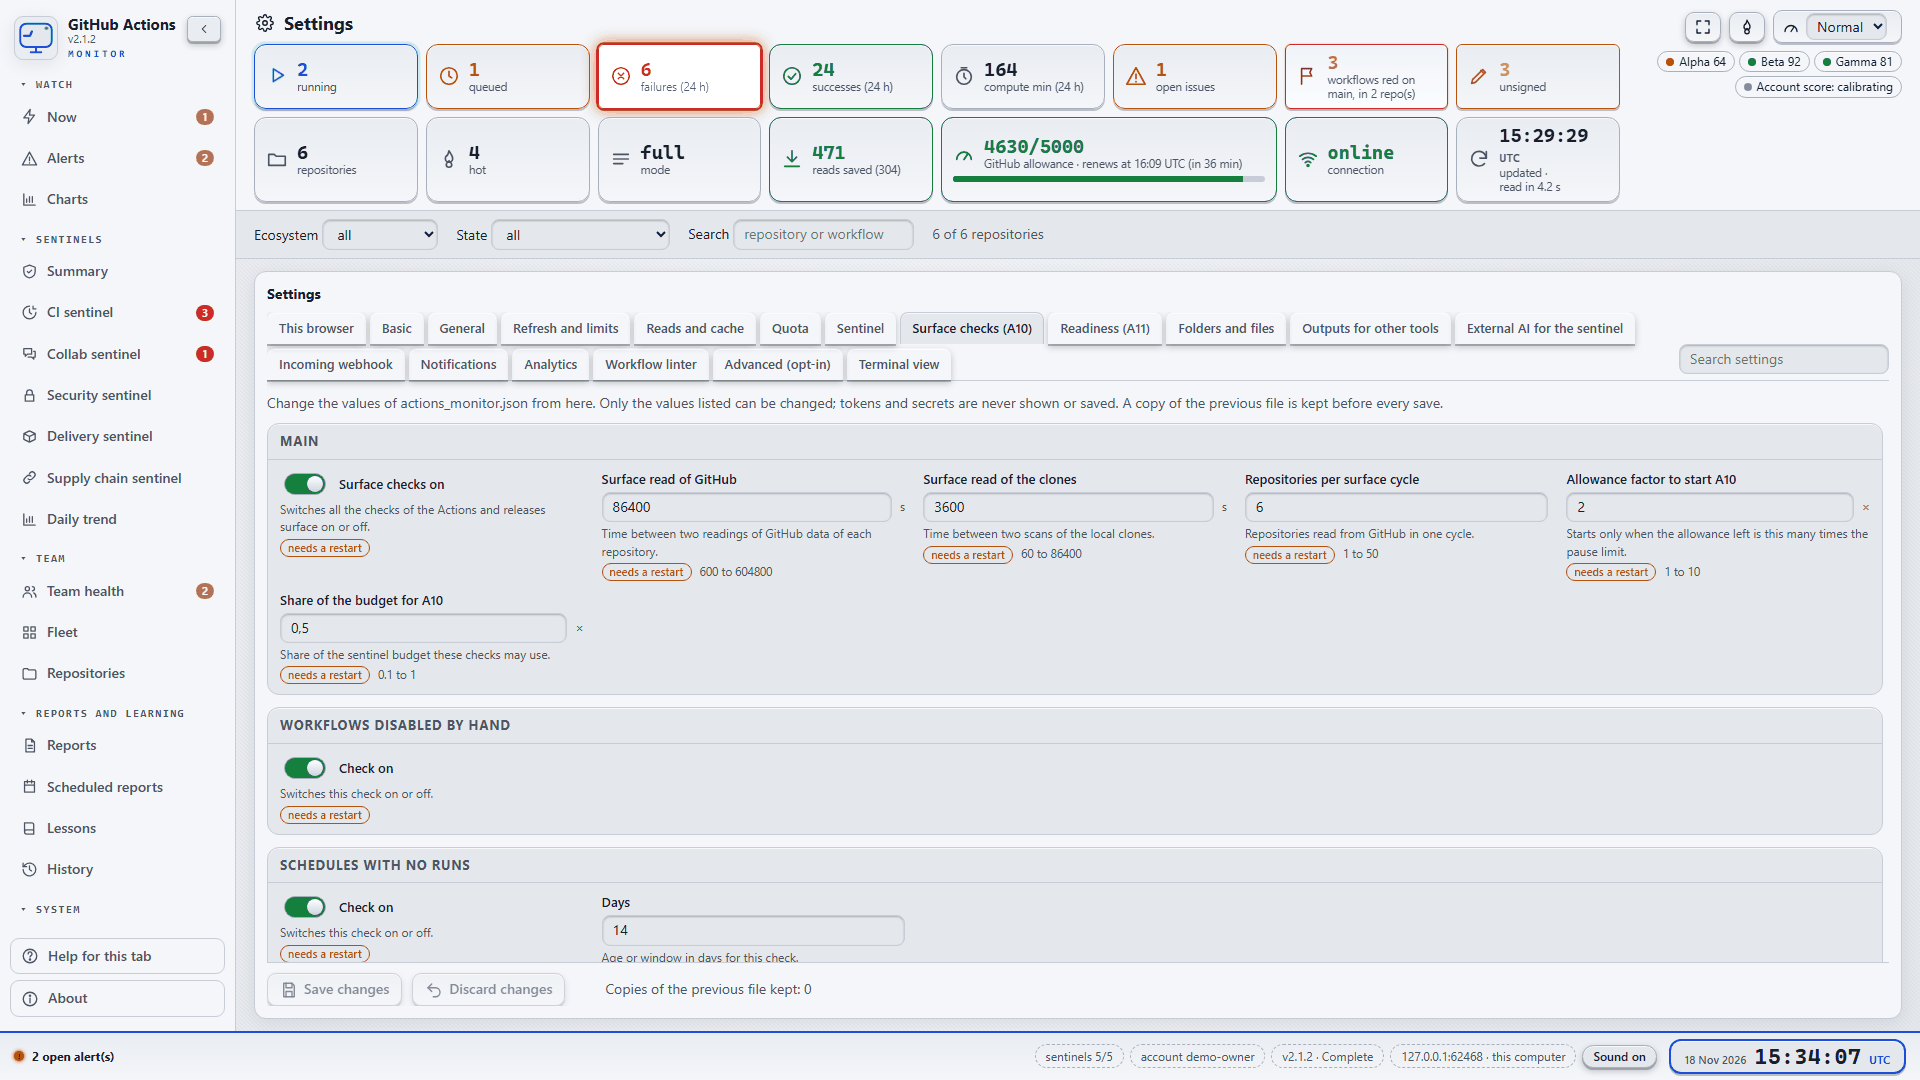 GitHub Actions
v2.1.2
MONITOR
WATCH
Now 1
Alerts 2
Charts
SENTINELS
Summary
CI sentinel 3
Collab sentinel 1
Security sentinel
Delivery sentinel
Supply chain sentinel
Daily trend
TEAM
Team health 2
Fleet
Repositories
REPORTS AND LEARNING
Reports
Scheduled reports
Lessons
History
SYSTEM
Help for this tab
About
Settings
2
running
1
queued
6
failures (24 h)
24
successes (24 h)
164
compute min (24 h)
1
open issues
3
workflows red on
main, in 2 repo(s)
3
unsigned
6
repositories
4
hot
full
mode
471
reads saved (304)
4630/5000
GitHub allowance · renews at 16:09 UTC (in 36 min)
online
connection
15:29:29
UTC
updated ·
read in 4.2 s
Normal
Alpha 64
Beta 92
Gamma 81
Account score: calibrating
Ecosystem all
State all
Search repository or workflow
6 of 6 repositories
Settings
This browser
Basic
General
Refresh and limits
Reads and cache
Quota
Sentinel
Surface checks (A10)
Readiness (A11)
Folders and files
Outputs for other tools
External AI for the sentinel
Incoming webhook
Notifications
Analytics
Workflow linter
Advanced (opt-in)
Terminal view
Search settings
Change the values of actions_monitor.json from here. Only the values listed can be changed; tokens and secrets are never shown or saved. A copy of the previous file is kept before every save.
MAIN
Surface checks on
Switches all the checks of the Actions and releases
surface on or off.
needs a restart
Surface read of GitHub
86400 s
Time between two readings of GitHub data of each
repository.
needs a restart 600 to 604800
Surface read of the clones
3600 s
Time between two scans of the local clones.
needs a restart 60 to 86400
Repositories per surface cycle
6
Repositories read from GitHub in one cycle.
needs a restart 1 to 50
Allowance factor to start A10
2 ×
Starts only when the allowance left is this many times the
pause limit.
needs a restart 1 to 10
Share of the budget for A10
0,5 ×
Share of the sentinel budget these checks may use.
needs a restart 0.1 to 1
WORKFLOWS DISABLED BY HAND
Check on
Switches this check on or off.
needs a restart
SCHEDULES WITH NO RUNS
Check on
Switches this check on or off.
needs a restart
Days
14
Age or window in days for this check.
Save changes
Discard changes
Copies of the previous file kept: 0
2 open alert(s)
sentinels 5/5
account demo-owner
v2.1.2 · Complete
127.0.0.1:62468 · this computer
Sound on
18 Nov 2026 15:34:07 UTC